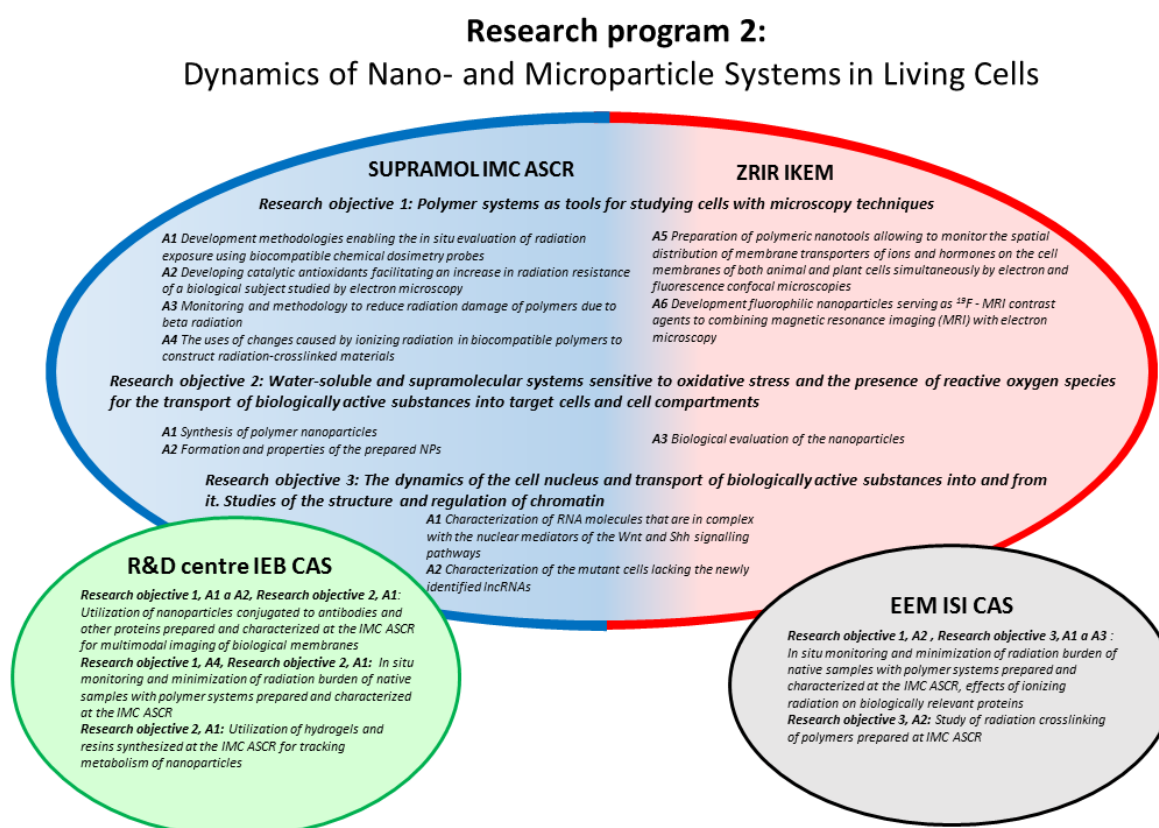 Research program 2:
Dynamics of Nano- and Microparticle Systems in Living Cells
SUPRAMOL IMC ASCR
ZRIR IKEM
Research objective 1: Polymer systems as tools for studying cells with microscopy techniques
A1 Development methodologies enabling the in situ evaluation of radiation
exposure using biocompatible chemical dosimetry probes
A2 Developing catalytic antioxidants facilitating an increase in radiation resistance
of a biological subject studied by electron microscopy
A3 Monitoring and methodology to reduce radiation damage of polymers due to
beta radiation
A4 The uses of changes caused by ionizing radiation in biocompatible polymers to
construct radiation-crosslinked materials
A5 Preparation of polymeric nanotools allowing to monitor the spatial
distribution of membrane transporters of ions and hormones on the cell
membranes of both animal and plant cells simultaneously by electron and
fluorescence confocal microscopies
A6 Development fluorophilic nanoparticles serving as ¹⁹F - MRI contrast
agents to combining magnetic resonance imaging (MRI) with electron
microscopy
Research objective 2: Water-soluble and supramolecular systems sensitive to oxidative stress and the presence of reactive oxygen species
for the transport of biologically active substances into target cells and cell compartments
A1 Synthesis of polymer nanoparticles
A2 Formation and properties of the prepared NPs
A3 Biological evaluation of the nanoparticles
Research objective 3: The dynamics of the cell nucleus and transport of biologically active substances into and from
it. Studies of the structure and regulation of chromatin
A1 Characterization of RNA molecules that are in complex
with the nuclear mediators of the Wnt and Shh signalling
pathways
A2 Characterization of the mutant cells lacking the newly
identified lncRNAs
R&D centre IEB CAS
Research objective 1, A1 a A2, Research objective 2, A1:
Utilization of nanoparticles conjugated to antibodies and
other proteins prepared and characterized at the IMC ASCR
for multimodal imaging of biological membranes
Research objective 1, A4, Research objective 2, A1: In situ
monitoring and minimization of radiation burden of native
samples with polymer systems prepared and characterized
at the IMC ASCR
Research objective 2, A1: Utilization of hydrogels and
resins synthesized at the IMC ASCR for tracking
metabolism of nanoparticles
EEM ISI CAS
Research objective 1, A2 , Research objective 3, A1 a A3 :
In situ monitoring and minimization of radiation burden of
native samples with polymer systems prepared and
characterized at the IMC ASCR, effects of ionizing
radiation on biologically relevant proteins
Research objective 3, A2: Study of radiation crosslinking
of polymers prepared at IMC ASCR